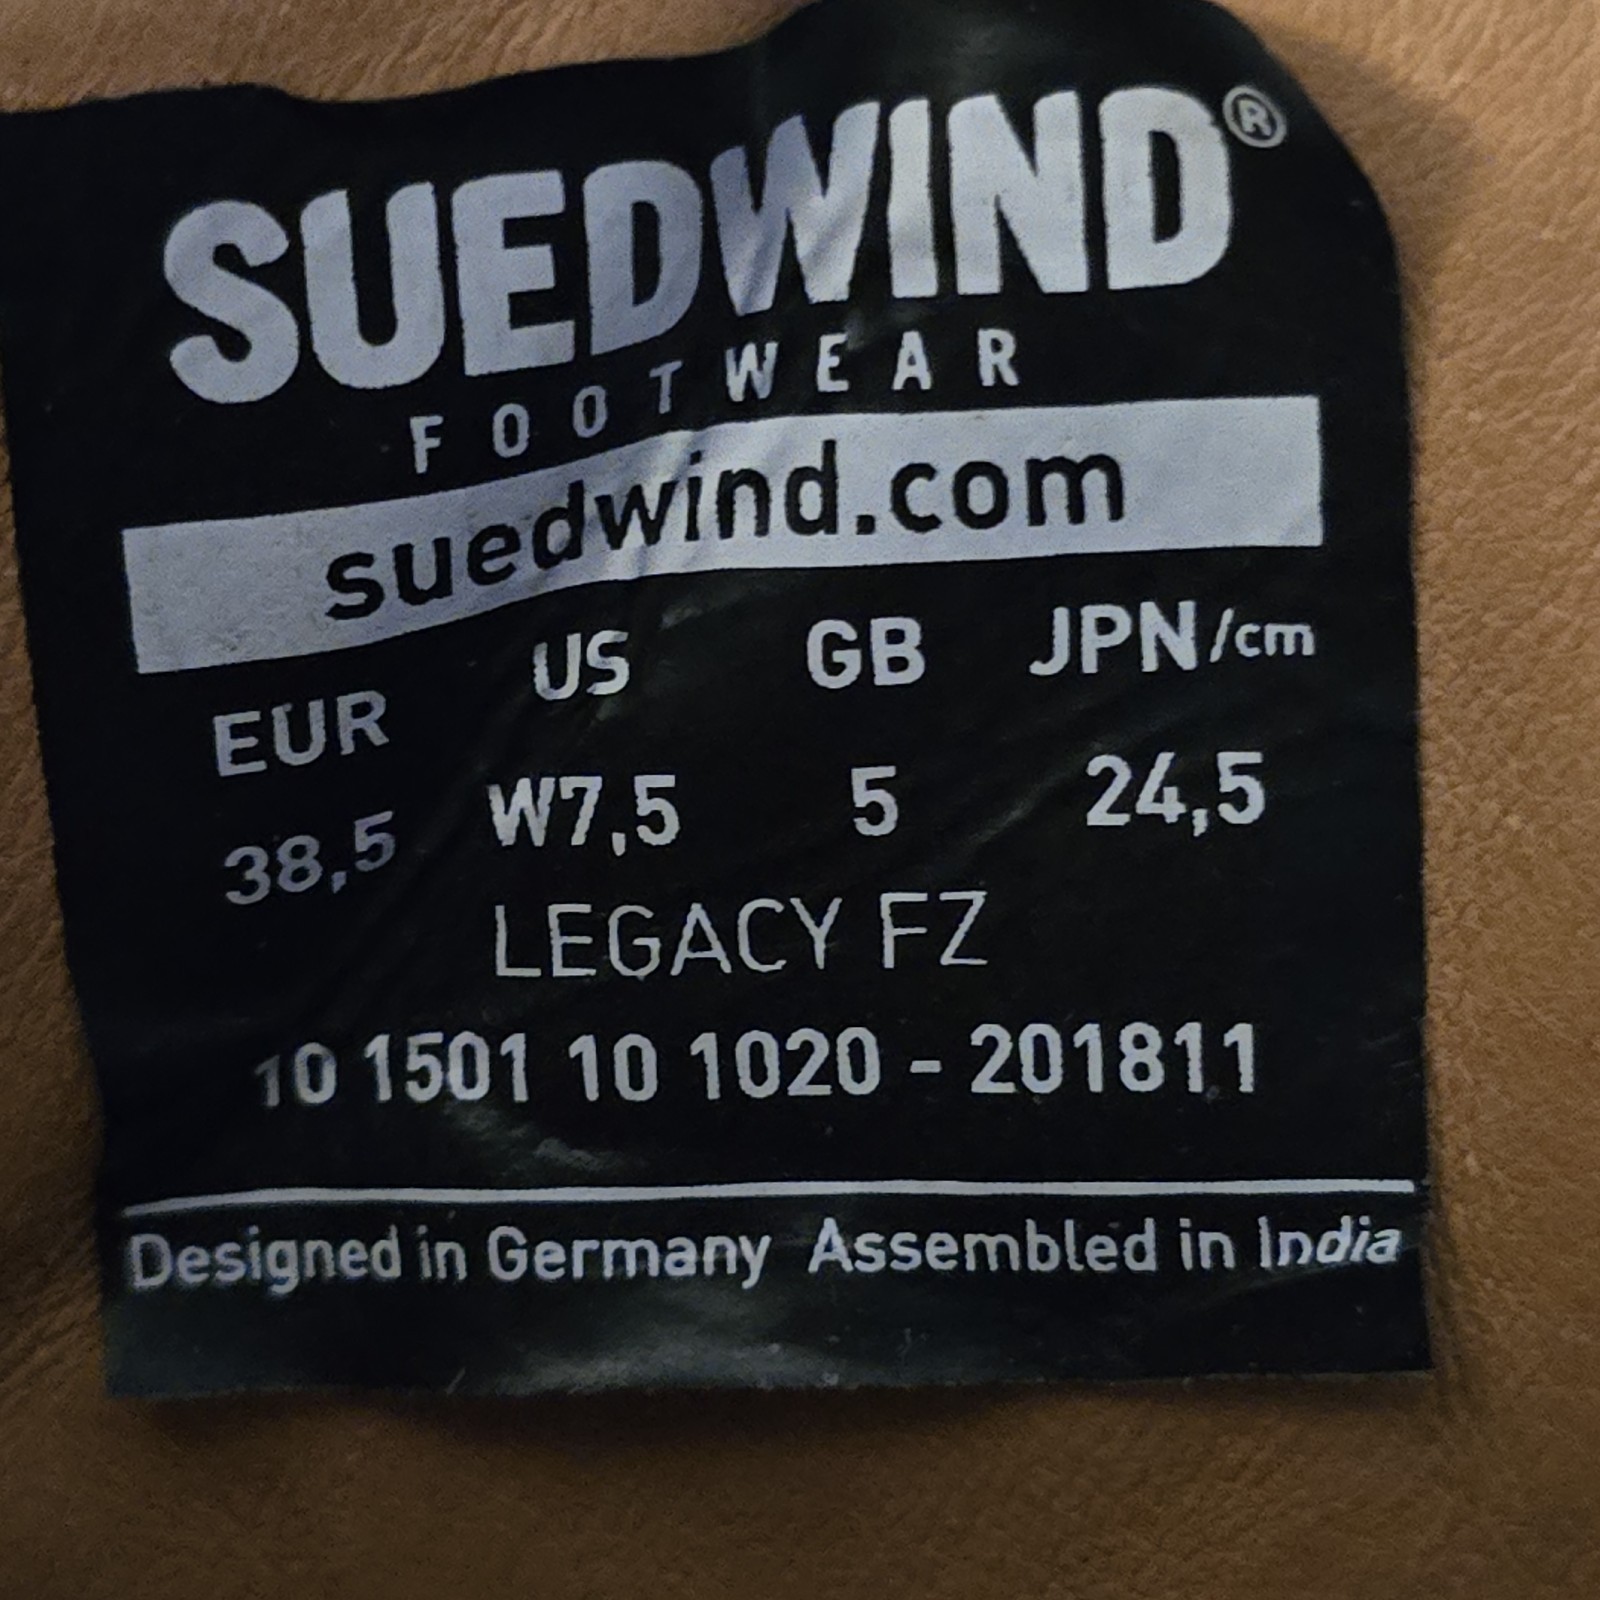 SUEDWIND®
FOOTWEAR
suedwind.com
EUR US GB JPN/cm
38,5 W7,5 5 24,5
LEGACY FZ
10 1501 10 1020 - 201811
Designed in Germany Assembled in India